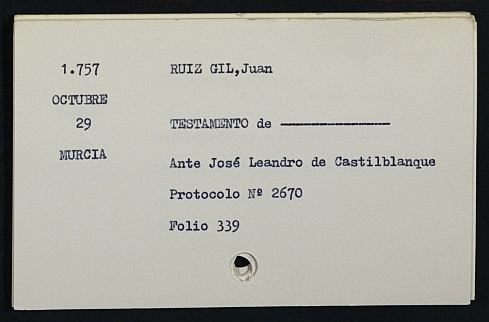 1.757 RUIZ GIL,Juan
OCTUBRE
29 TESTAMENTO de ———————
MURCIA
Ante José Leandro de Castilblanque
Protocolo Nº 2670
Folio 339